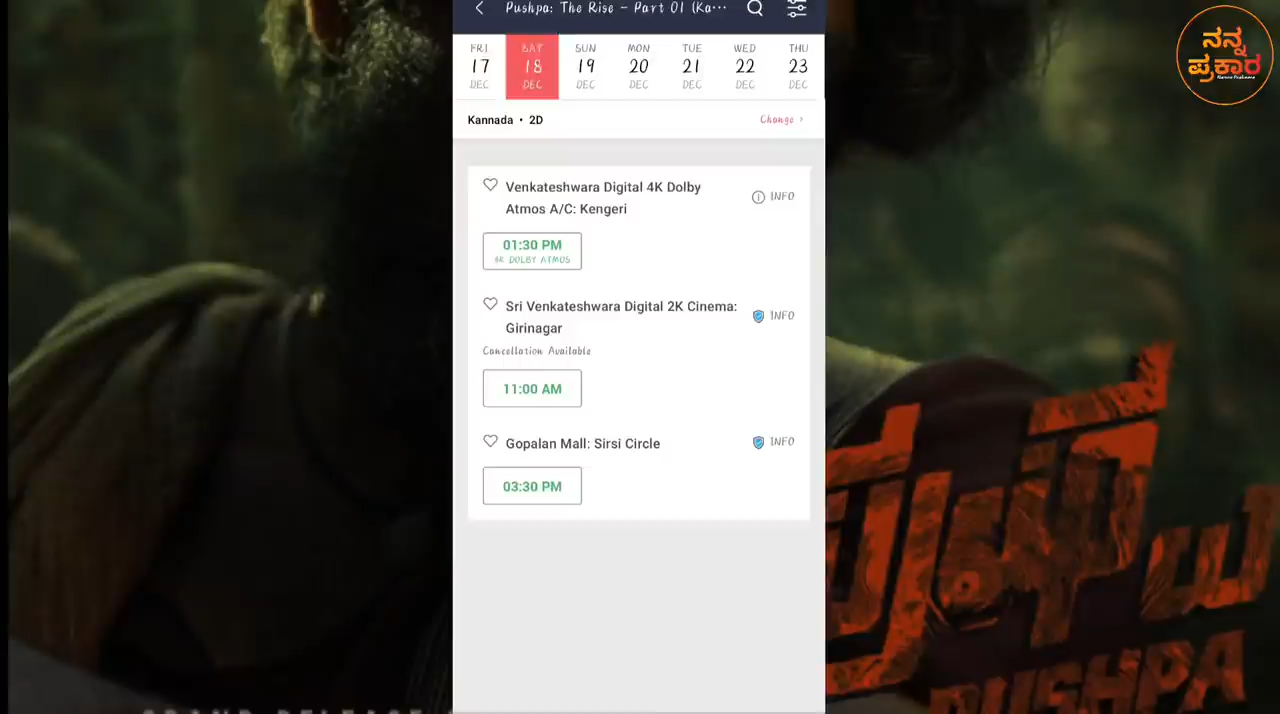 Pushpa: The Rise - Part 01 (Ka...
FRI SAT SUN MON TUE WED THU
17 18 19 20 21 22 23
DEC DEC DEC DEC DEC DEC DEC
Kannada • 2D
Change >
Venkateshwara Digital 4K Dolby
Atmos A/C: Kengeri
INFO
01:30 PM
4K DOLBY ATMOS
Sri Venkateshwara Digital 2K Cinema:
Girinagar
INFO
Cancellation Available
11:00 AM
Gopalan Mall: Sirsi Circle
INFO
03:30 PM
ನನ್ನ
ಪ್ರಕಾರ
Nanna Prakaara
ಪುಷ್ಪ
PUSHPA